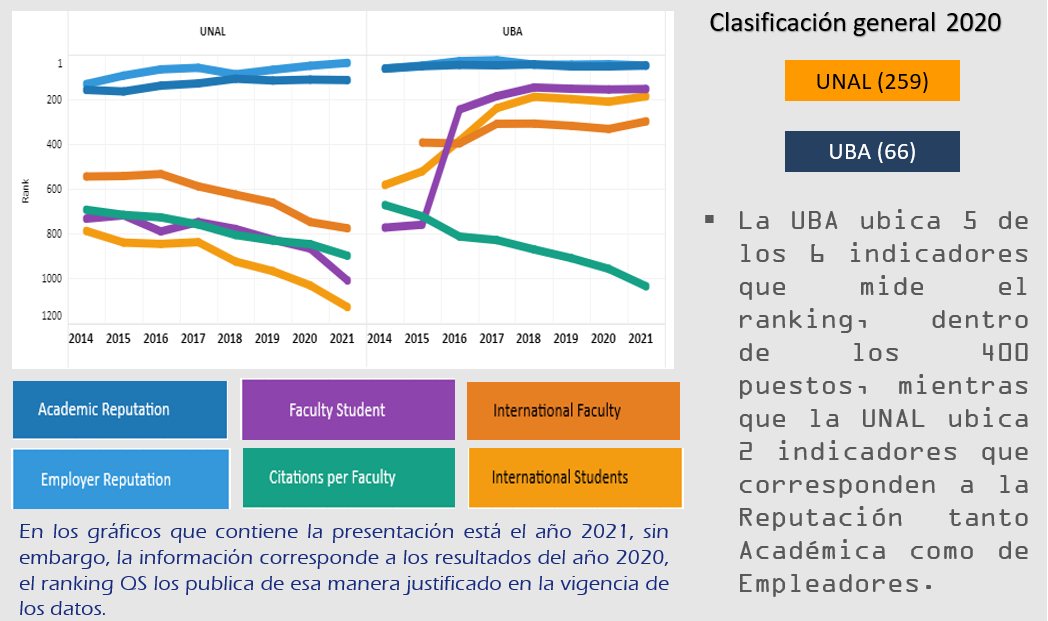 UNAL
UBA
Clasificación general 2020
1
200
400
600
800
1000
1200
Rank
2014 2015 2016 2017 2018 2019 2020 2021
2014 2015 2016 2017 2018 2019 2020 2021
UNAL (259)
UBA (66)
Academic Reputation
Faculty Student
International Faculty
Employer Reputation
Citations per Faculty
International Students
En los gráficos que contiene la presentación está el año 2021, sin
embargo, la información corresponde a los resultados del año 2020,
el ranking QS los publica de esa manera justificado en la vigencia de
los datos.
▪ La UBA ubica 5 de
los 6 indicadores
que mide el
ranking, dentro
de los 400
puestos, mientras
que la UNAL ubica
2 indicadores que
corresponden a la
Reputación tanto
Académica como de
Empleadores.